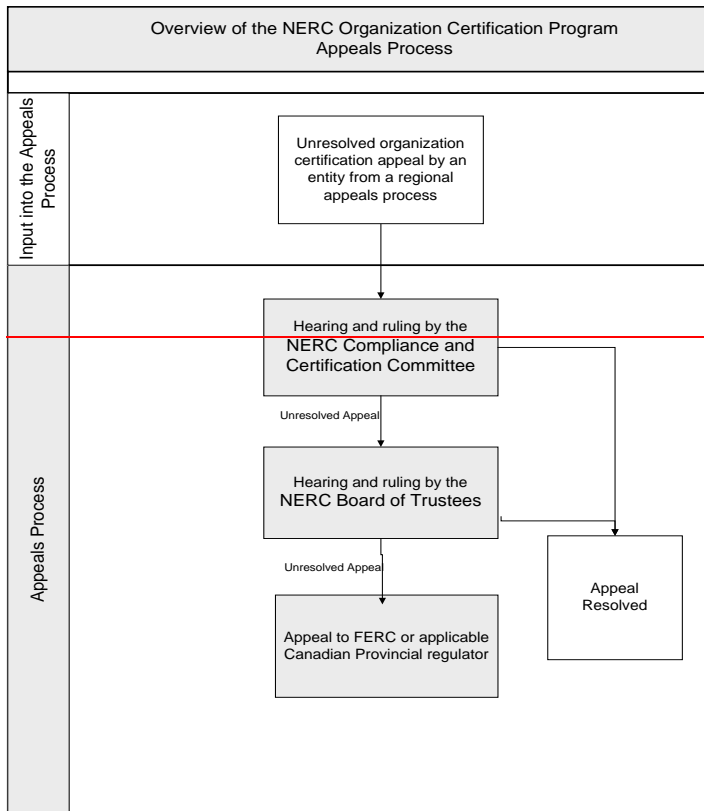 Overview of the NERC Organization Certification Program
Appeals Process
Input into the Appeals
Process
Unresolved organization
certification appeal by an
entity from a regional
appeals process
Appeals Process
Hearing and ruling by the
NERC Compliance and
Certification Committee
Unresolved Appeal
Hearing and ruling by the
NERC Board of Trustees
Unresolved Appeal
Appeal
Resolved
Appeal to FERC or applicable
Canadian Provincial regulator